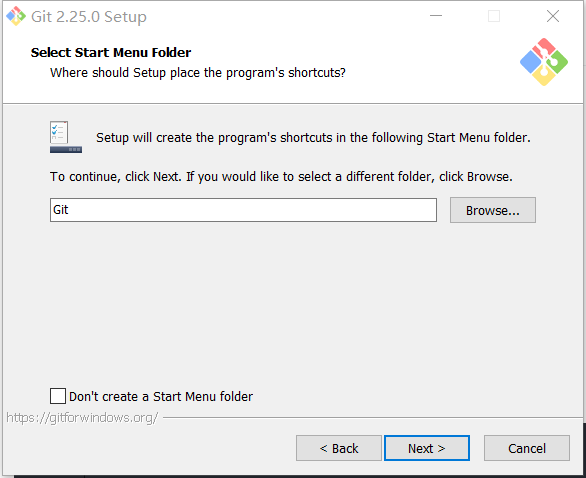 Git 2.25.0 Setup
Select Start Menu Folder
Where should Setup place the program's shortcuts?
Setup will create the program's shortcuts in the following Start Menu folder.
To continue, click Next. If you would like to select a different folder, click Browse.
Git
Browse...
Don't create a Start Menu folder
https://gitforwindows.org/
< Back
Next >
Cancel